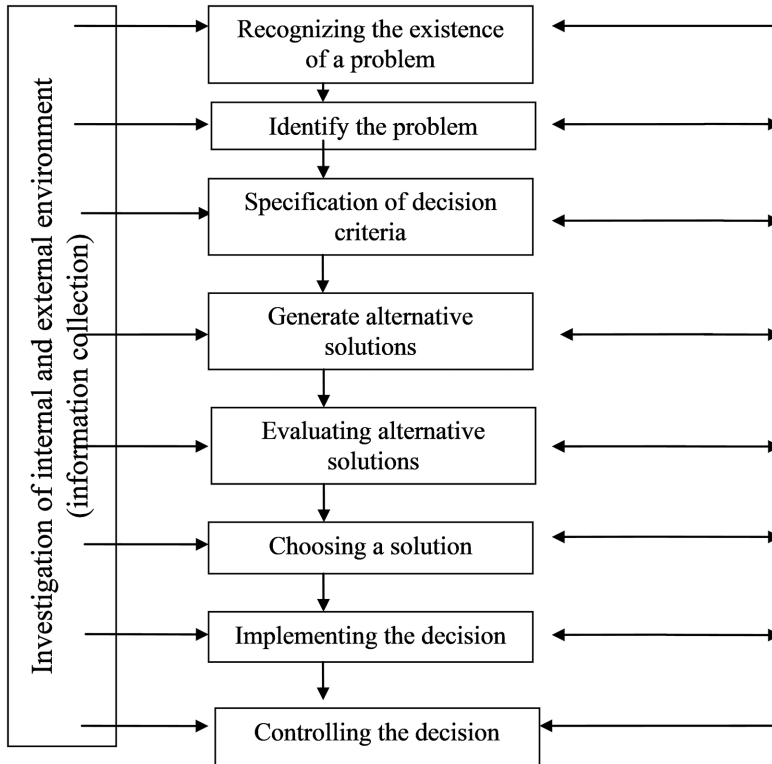 Investigation of internal and external environment
(information collection)
Recognizing the existence
of a problem
Identify the problem
Specification of decision
criteria
Generate alternative
solutions
Evaluating alternative
solutions
Choosing a solution
Implementing the decision
Controlling the decision